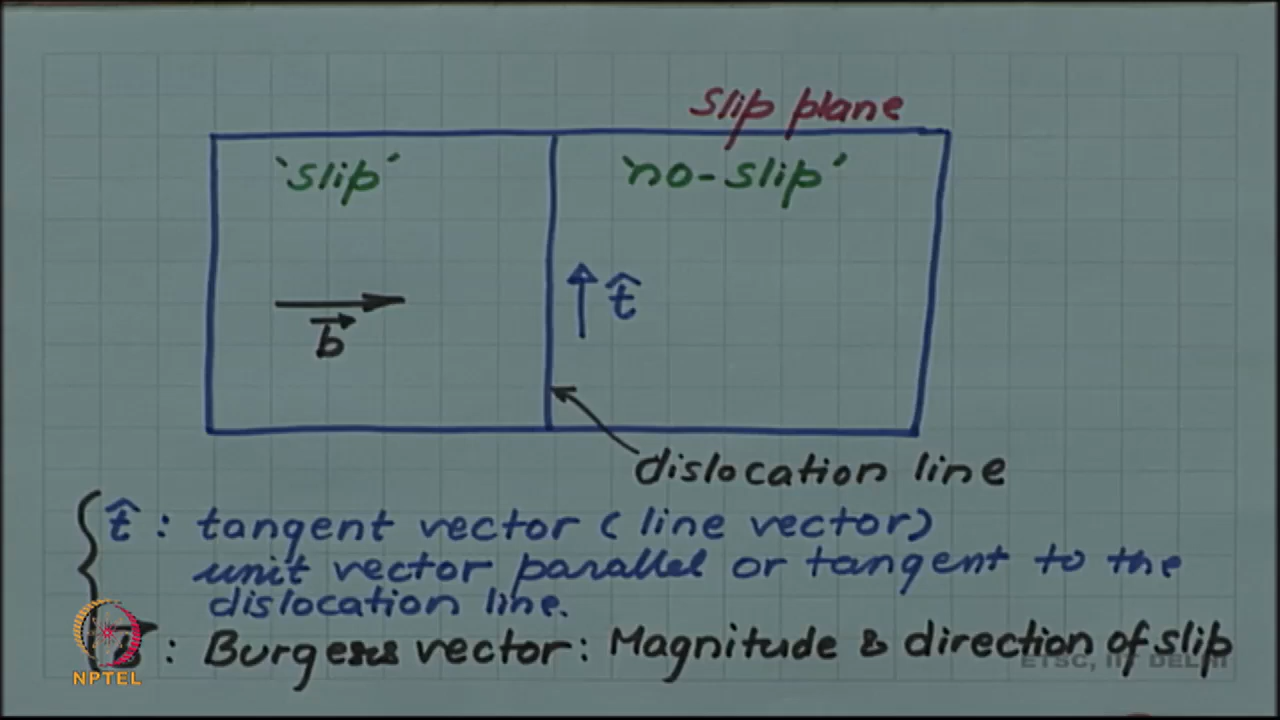 slip plane
'slip' 'no-slip'
t̂
b⃗
dislocation line
t̂ : tangent vector (line vector)
unit vector parallel or tangent to the
dislocation line.
b⃗ : Burgers vector: Magnitude & direction of slip
ETSC, IIT DELHI
NPTEL